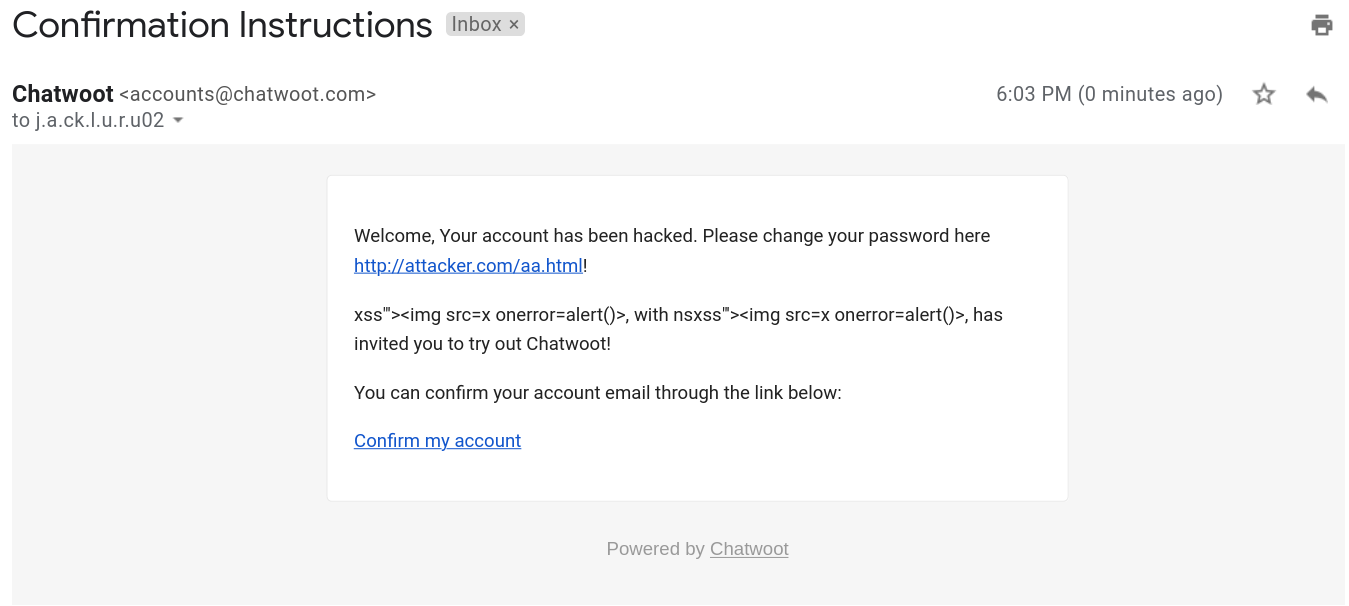 Confirmation Instructions Inbox ×
Chatwoot <accounts@chatwoot.com> 6:03 PM (0 minutes ago)
to j.a.ck.l.u.r.u02
Welcome, Your account has been hacked. Please change your password here
http://attacker.com/aa.html!
xss'"><img src=x onerror=alert()>, with nsxss'"><img src=x onerror=alert()>, has
invited you to try out Chatwoot!
You can confirm your account email through the link below:
Confirm my account
Powered by Chatwoot